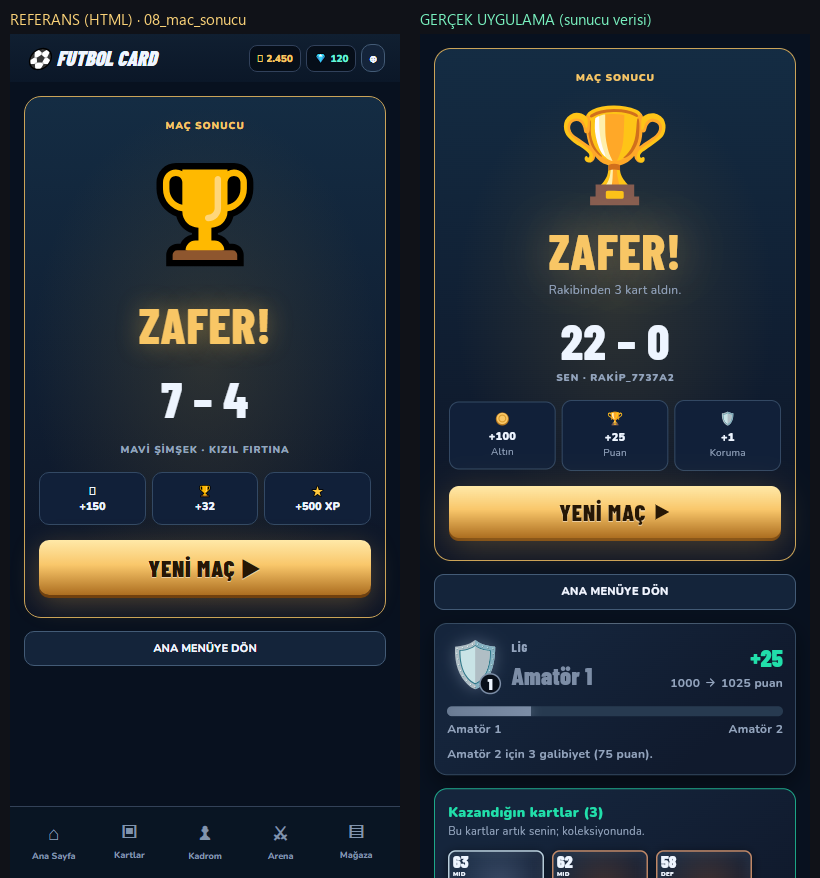 REFERANS (HTML) · 08_mac_sonucu
FUTBOL CARD
2.450
120
MAÇ SONUCU
ZAFER!
7 – 4
MAVİ ŞİMŞEK · KIZIL FIRTINA
+150
+32
+500 XP
YENİ MAÇ ▶
ANA MENÜYE DÖN
Ana Sayfa
Kartlar
Kadrom
Arena
Mağaza
GERÇEK UYGULAMA (sunucu verisi)
MAÇ SONUCU
ZAFER!
Rakibinden 3 kart aldın.
22 – 0
SEN · RAKİP_7737A2
+100
Altın
+25
Puan
+1
Koruma
YENİ MAÇ ▶
ANA MENÜYE DÖN
1
LİG
Amatör 1
+25
1000 → 1025 puan
Amatör 1
Amatör 2
Amatör 2 için 3 galibiyet (75 puan).
Kazandığın kartlar (3)
Bu kartlar artık senin; koleksiyonunda.
63
MID
62
MID
58
DEF